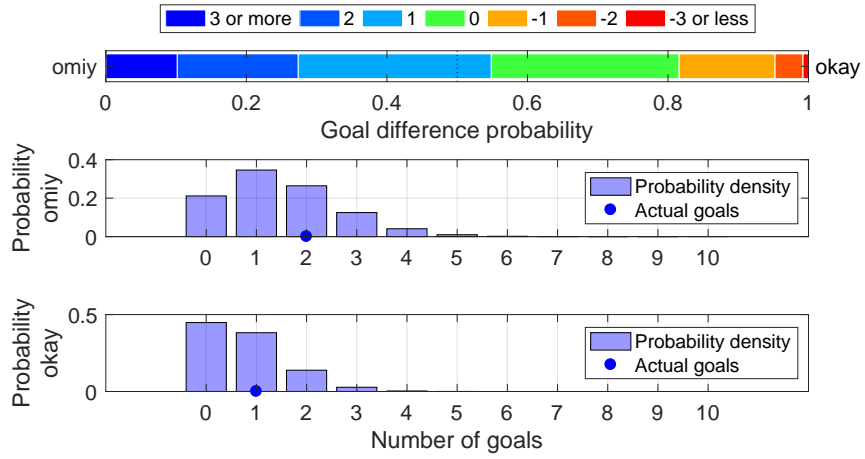 3 or more 2 1 0 -1 -2 -3 or less
omiy okay
0 0.2 0.4 0.6 0.8 1
Goal difference probability
Probability
omiy
0.4
0.2
0
Probability density
Actual goals
0 1 2 3 4 5 6 7 8 9 10
Probability
okay
0.5
0
Probability density
Actual goals
0 1 2 3 4 5 6 7 8 9 10
Number of goals